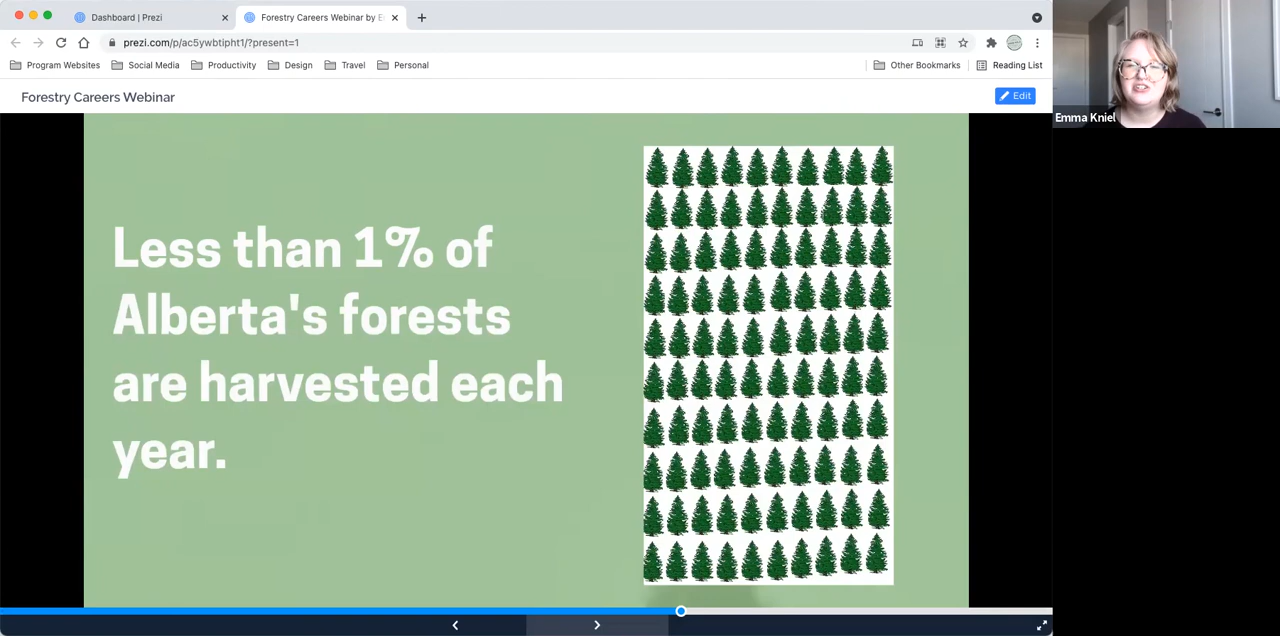 Dashboard | Prezi
Forestry Careers Webinar by E
prezi.com/p/ac5ywbtipht1/?present=1
Program Websites
Social Media
Productivity
Design
Travel
Personal
Other Bookmarks
Reading List
Forestry Careers Webinar
Edit
Less than 1% of
Alberta's forests
are harvested each
year.
Emma Kniel